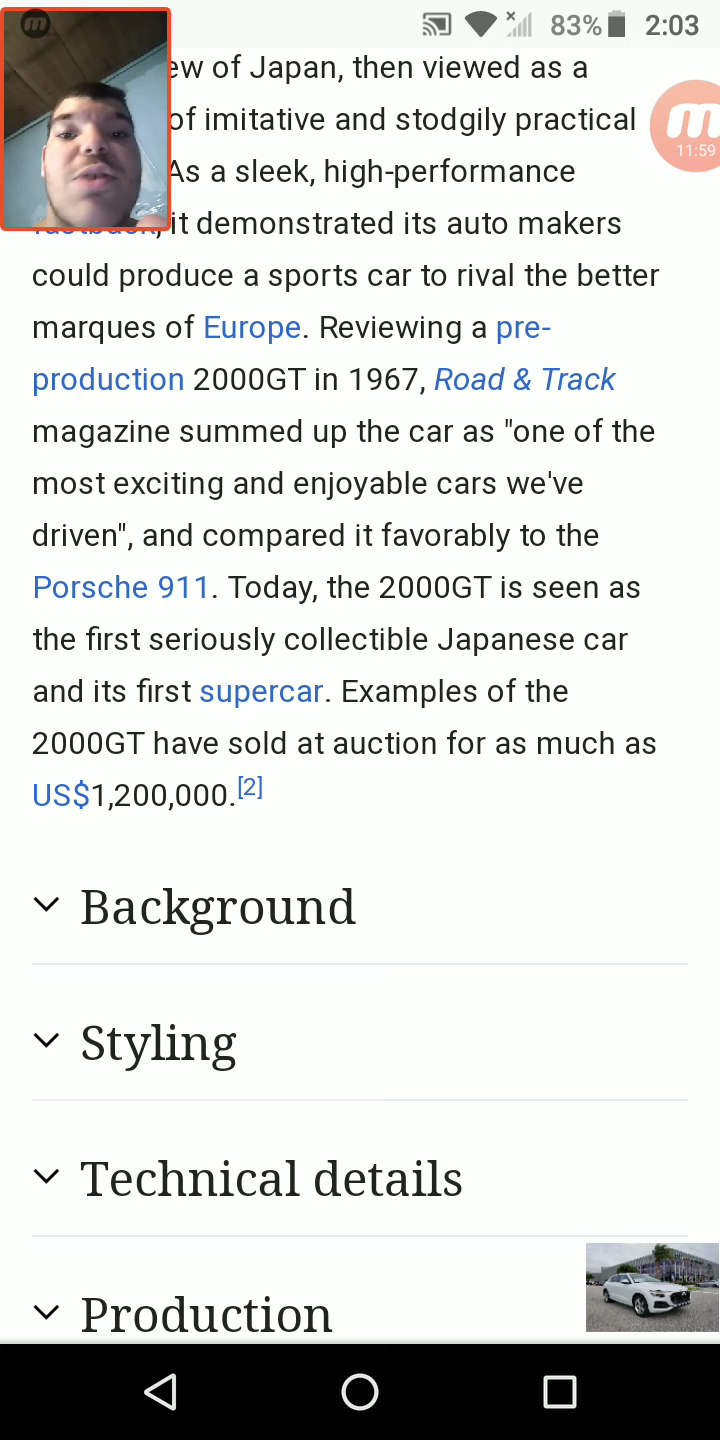 83% 2:03
ew of Japan, then viewed as a
of imitative and stodgily practical
11:59
As a sleek, high-performance
fastback, it demonstrated its auto makers
could produce a sports car to rival the better
marques of Europe. Reviewing a pre-
production 2000GT in 1967, Road & Track
magazine summed up the car as "one of the
most exciting and enjoyable cars we've
driven", and compared it favorably to the
Porsche 911. Today, the 2000GT is seen as
the first seriously collectible Japanese car
and its first supercar. Examples of the
2000GT have sold at auction for as much as
US$1,200,000.[2]
Background
Styling
Technical details
Production